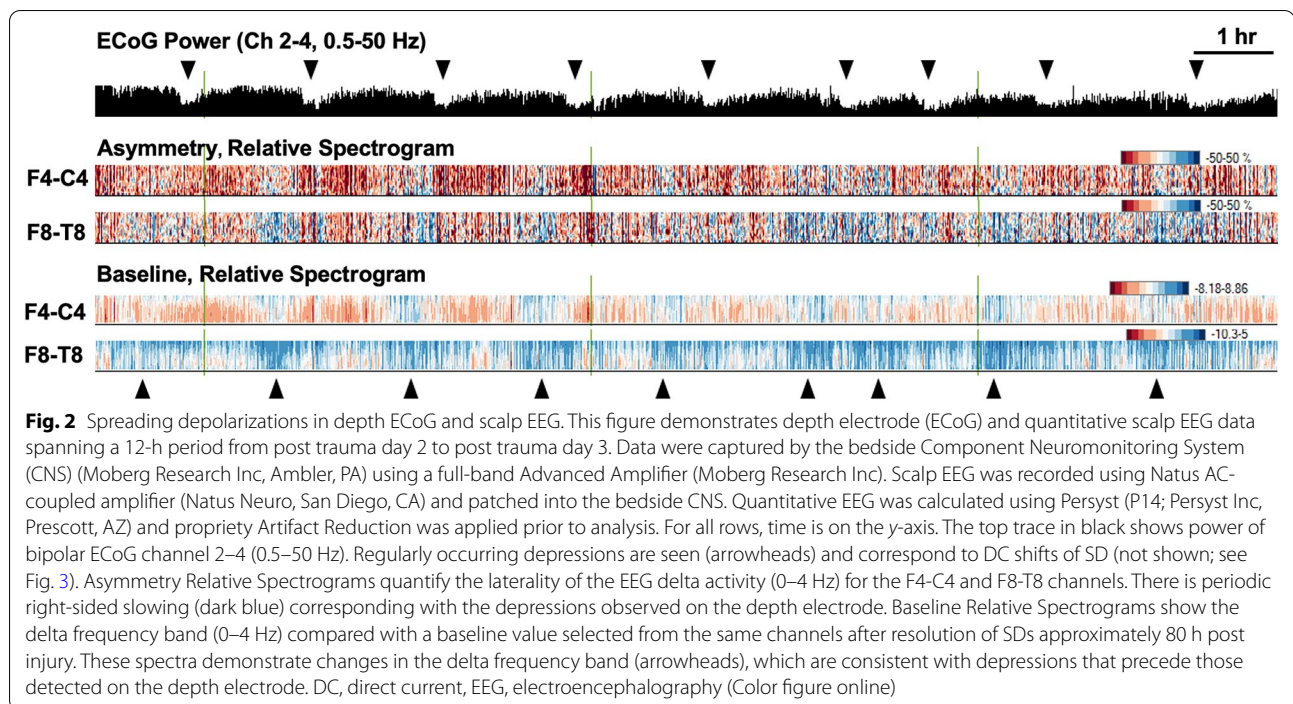 ECoG Power (Ch 2-4, 0.5-50 Hz)
1 hr
Asymmetry, Relative Spectrogram
-50-50 %
F4-C4
-50-50 %
F8-T8
Baseline, Relative Spectrogram
-8.18-8.86
F4-C4
-10.3-5
F8-T8
Fig. 2 Spreading depolarizations in depth ECoG and scalp EEG. This figure demonstrates depth electrode (ECoG) and quantitative scalp EEG data
spanning a 12-h period from post trauma day 2 to post trauma day 3. Data were captured by the bedside Component Neuromonitoring System
(CNS) (Moberg Research Inc, Ambler, PA) using a full-band Advanced Amplifier (Moberg Research Inc). Scalp EEG was recorded using Natus AC-
coupled amplifier (Natus Neuro, San Diego, CA) and patched into the bedside CNS. Quantitative EEG was calculated using Persyst (P14; Persyst Inc,
Prescott, AZ) and propriety Artifact Reduction was applied prior to analysis. For all rows, time is on the y-axis. The top trace in black shows power of
bipolar ECoG channel 2–4 (0.5–50 Hz). Regularly occurring depressions are seen (arrowheads) and correspond to DC shifts of SD (not shown; see
Fig. 3). Asymmetry Relative Spectrograms quantify the laterality of the EEG delta activity (0–4 Hz) for the F4-C4 and F8-T8 channels. There is periodic
right-sided slowing (dark blue) corresponding with the depressions observed on the depth electrode. Baseline Relative Spectrograms show the
delta frequency band (0–4 Hz) compared with a baseline value selected from the same channels after resolution of SDs approximately 80 h post
injury. These spectra demonstrate changes in the delta frequency band (arrowheads), which are consistent with depressions that precede those
detected on the depth electrode. DC, direct current, EEG, electroencephalography (Color figure online)